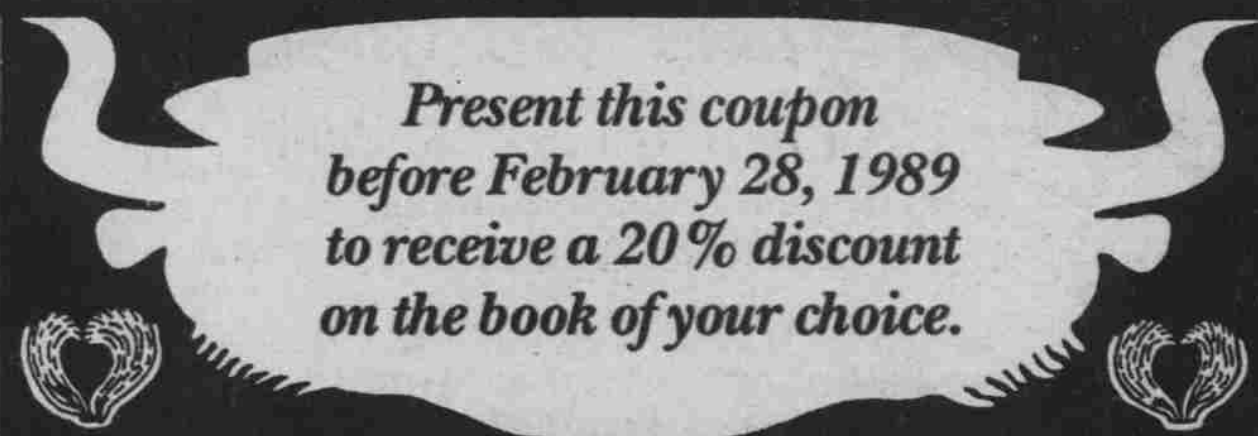 Present this coupon
before February 28, 1989
to receive a 20% discount
on the book of your choice.